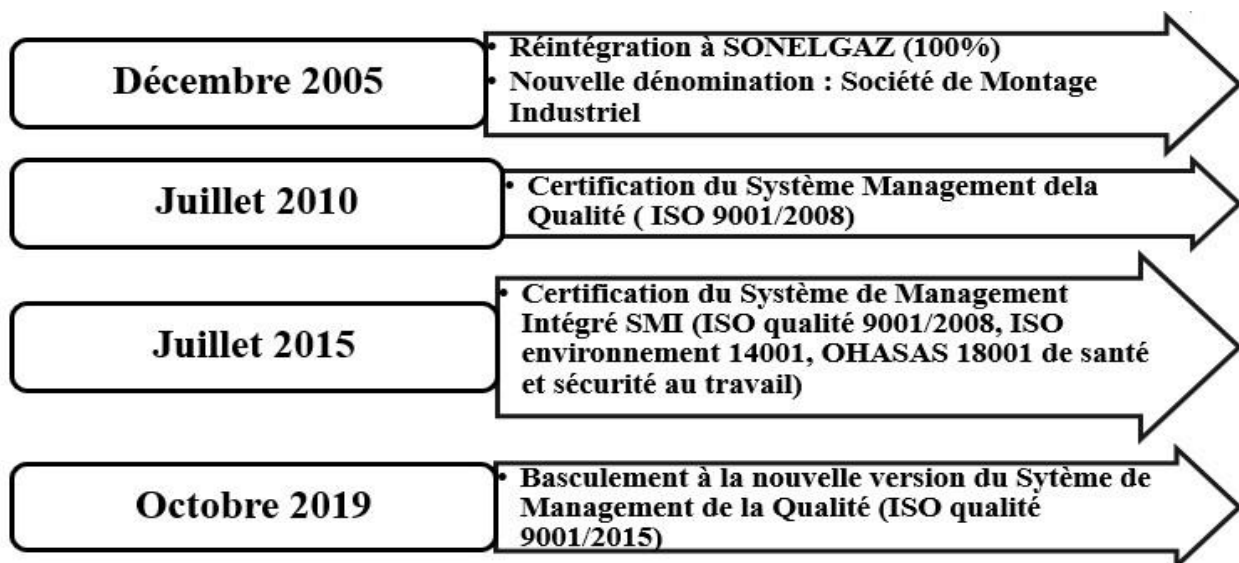 Décembre 2005
• Réintégration à SONELGAZ (100%)
• Nouvelle dénomination : Société de Montage
Industriel
Juillet 2010
• Certification du Système Management dela
Qualité ( ISO 9001/2008)
Juillet 2015
• Certification du Système de Management
Intégré SMI (ISO qualité 9001/2008, ISO
environnement 14001, OHASAS 18001 de santé
et sécurité au travail)
Octobre 2019
• Basculement à la nouvelle version du Sytème de
Management de la Qualité (ISO qualité
9001/2015)